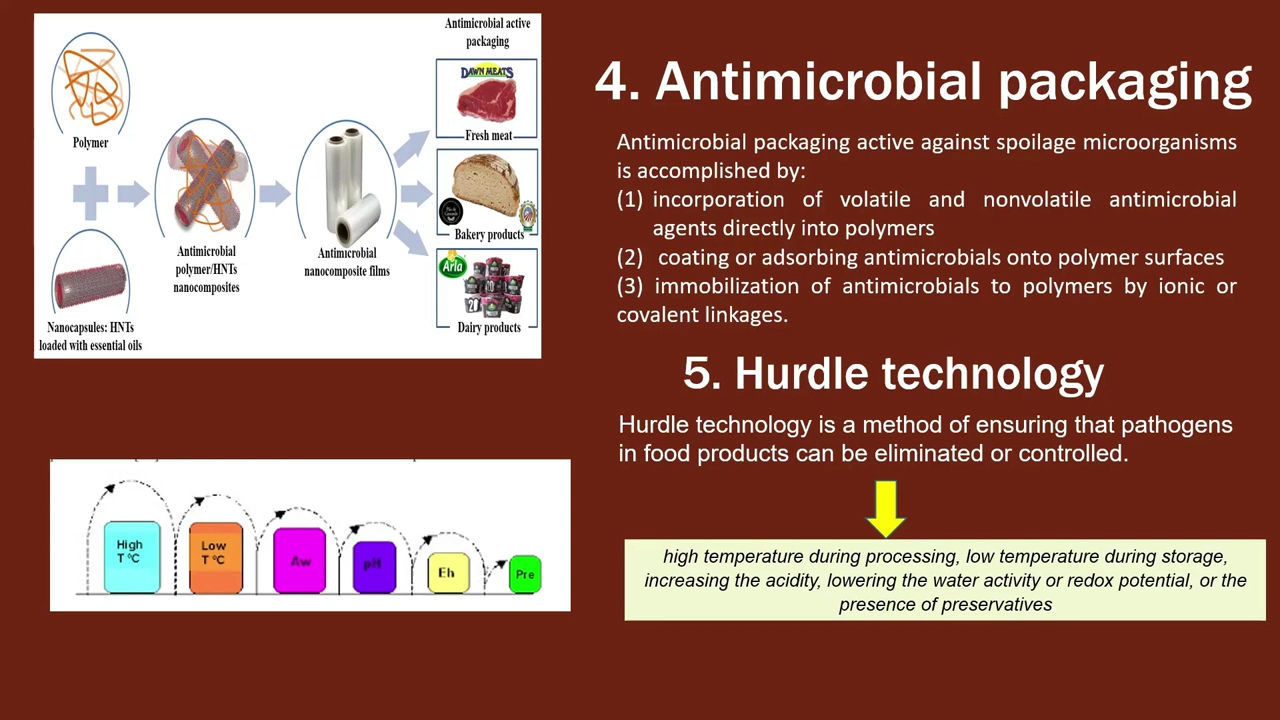 Antimicrobial active
packaging
Polymer
Nanocapsules: HNTs
loaded with essential oils
Antimicrobial
polymer/HNTs
nanocomposites
Antimicrobial
nanocomposite films
DAWN MEATS
Fresh meat
Bakery products
Arla
Dairy products
4. Antimicrobial packaging
Antimicrobial packaging active against spoilage microorganisms
is accomplished by:
(1) incorporation of volatile and nonvolatile antimicrobial
agents directly into polymers
(2) coating or adsorbing antimicrobials onto polymer surfaces
(3) immobilization of antimicrobials to polymers by ionic or
covalent linkages.
5. Hurdle technology
Hurdle technology is a method of ensuring that pathogens
in food products can be eliminated or controlled.
high temperature during processing, low temperature during storage,
increasing the acidity, lowering the water activity or redox potential, or the
presence of preservatives
High
T °C
Low
T °C
Aw
pH
Eh
Pre